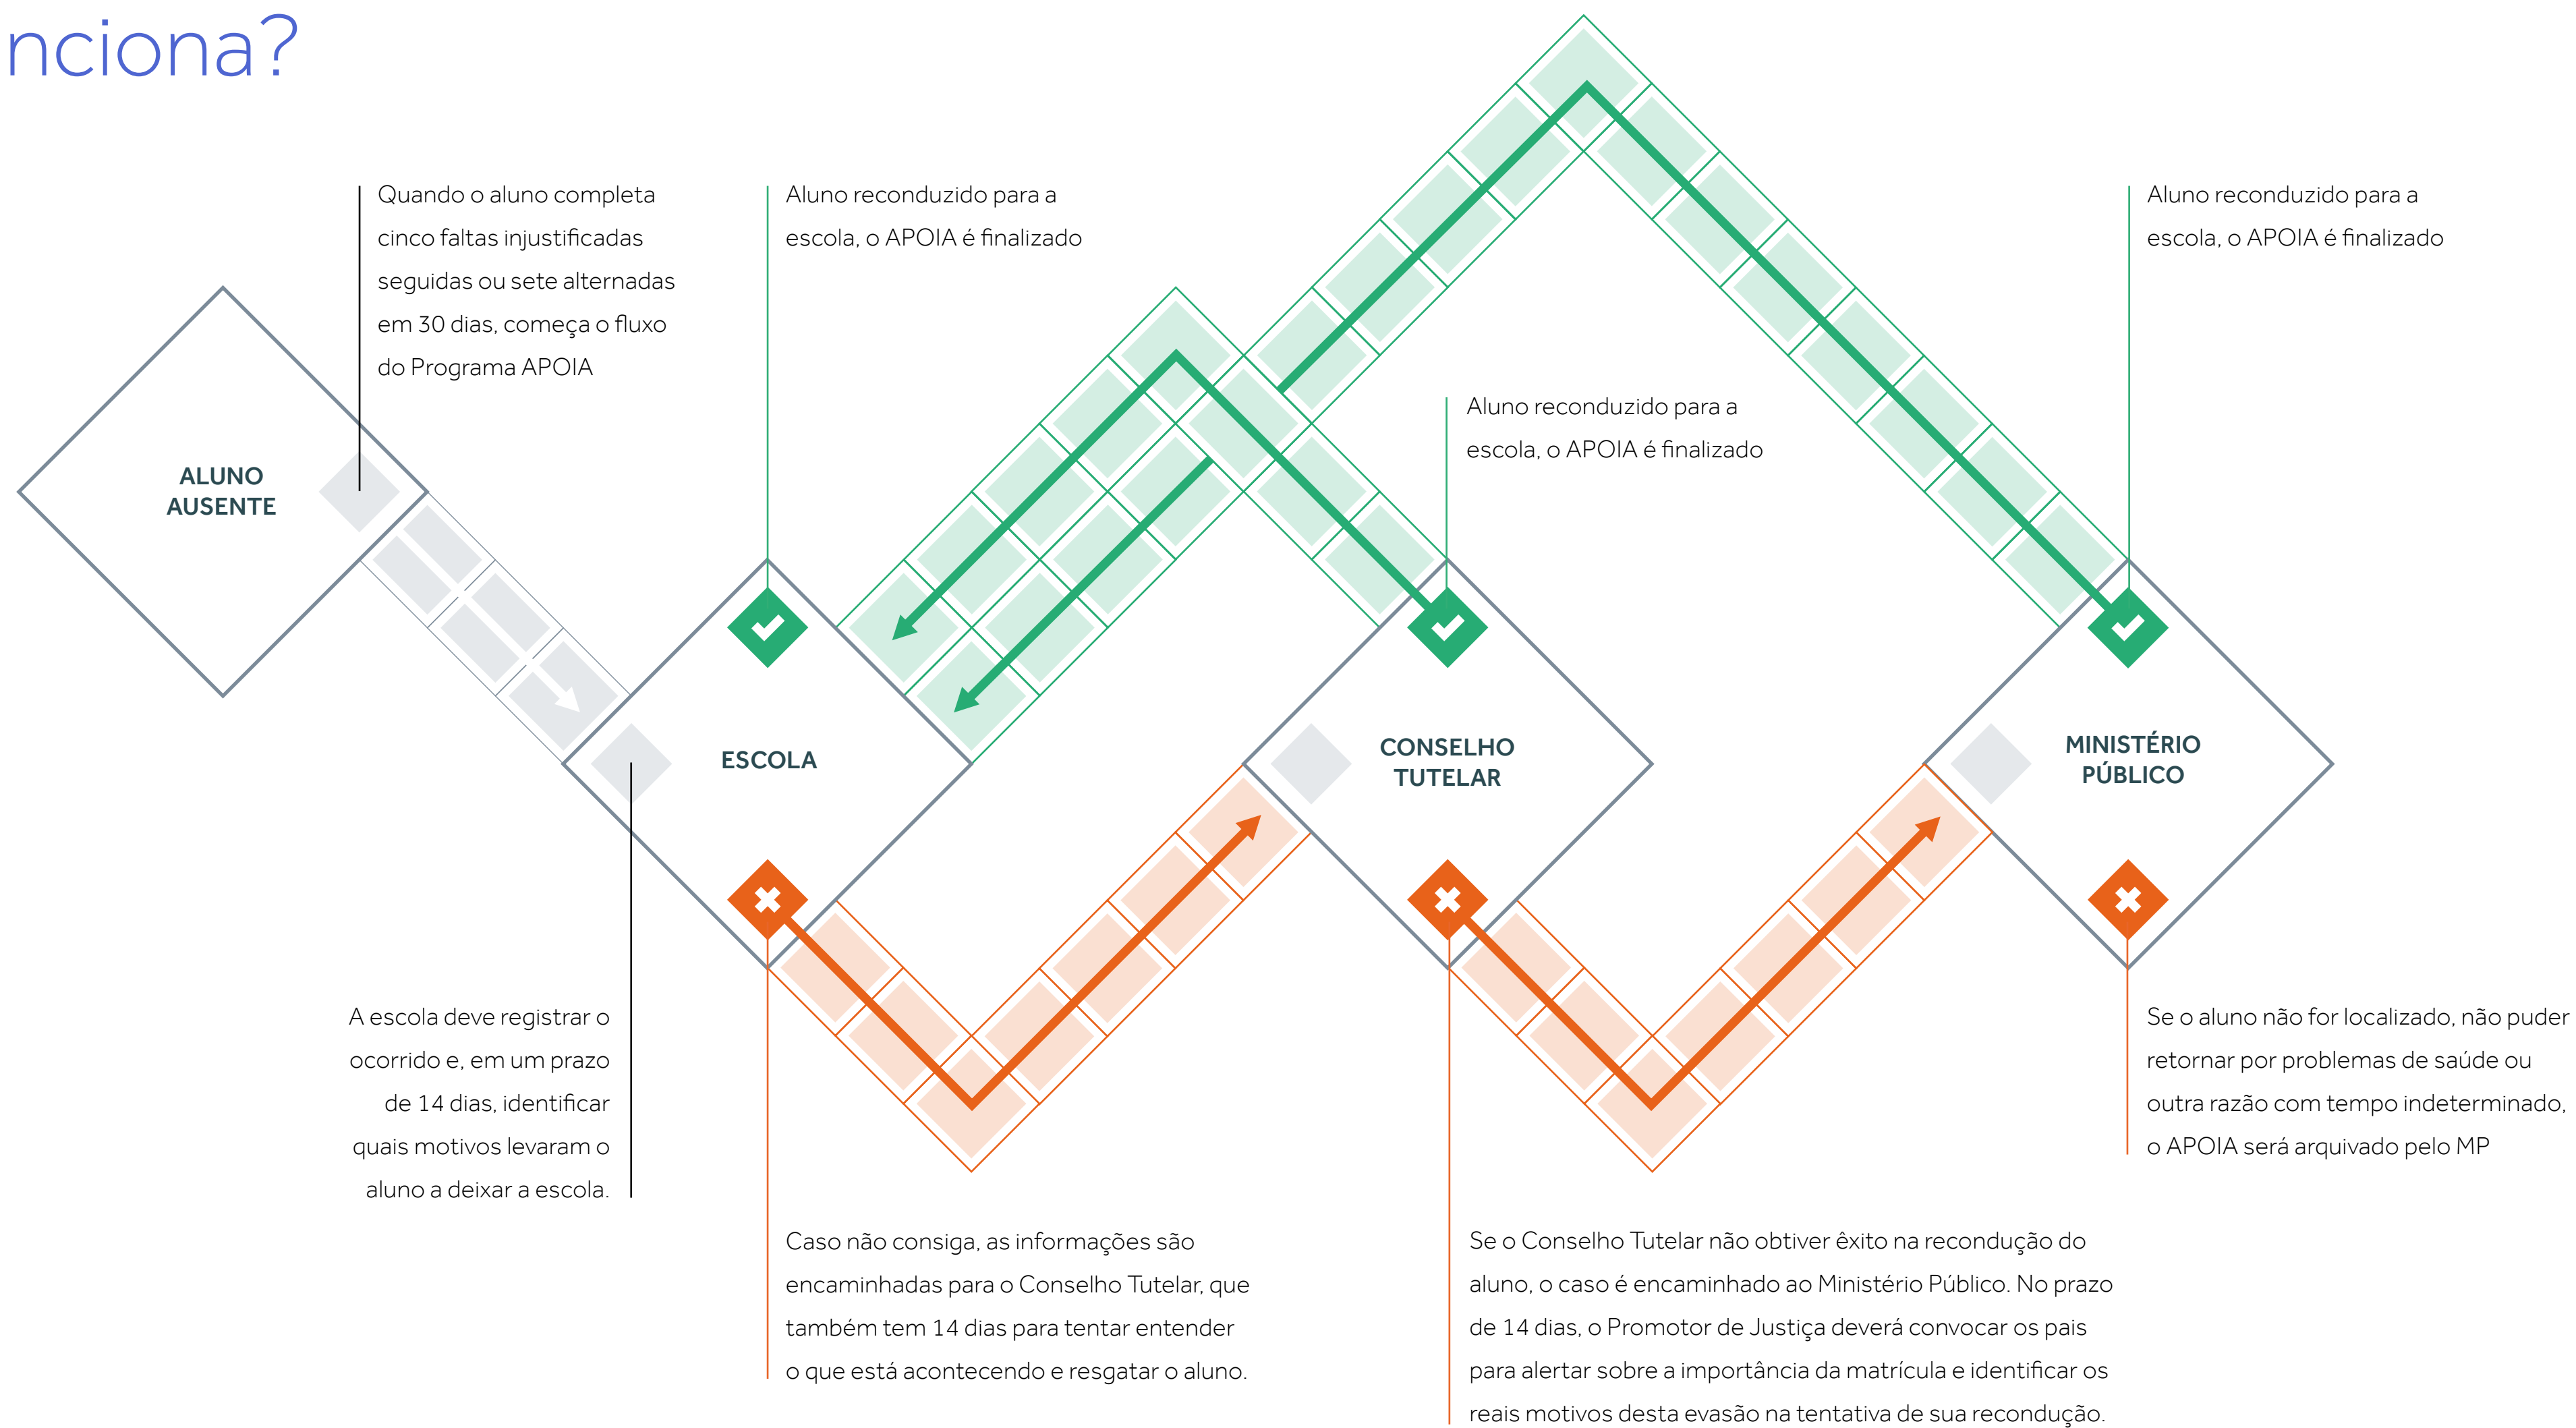 nciona?
Quando o aluno completa
cinco faltas injustificadas
seguidas ou sete alternadas
em 30 dias, começa o fluxo
do Programa APOIA
Aluno reconduzido para a
escola, o APOIA é finalizado
Aluno reconduzido para a
escola, o APOIA é finalizado
Aluno reconduzido para a
escola, o APOIA é finalizado
ALUNO
AUSENTE
ESCOLA
CONSELHO
TUTELAR
MINISTÉRIO
PÚBLICO
A escola deve registrar o
ocorrido e, em um prazo
de 14 dias, identificar
quais motivos levaram o
aluno a deixar a escola.
Caso não consiga, as informações são
encaminhadas para o Conselho Tutelar, que
também tem 14 dias para tentar entender
o que está acontecendo e resgatar o aluno.
Se o Conselho Tutelar não obtiver êxito na recondução do
aluno, o caso é encaminhado ao Ministério Público. No prazo
de 14 dias, o Promotor de Justiça deverá convocar os pais
para alertar sobre a importância da matrícula e identificar os
reais motivos desta evasão na tentativa de sua recondução.
Se o aluno não for localizado, não puder
retornar por problemas de saúde ou
outra razão com tempo indeterminado,
o APOIA será arquivado pelo MP